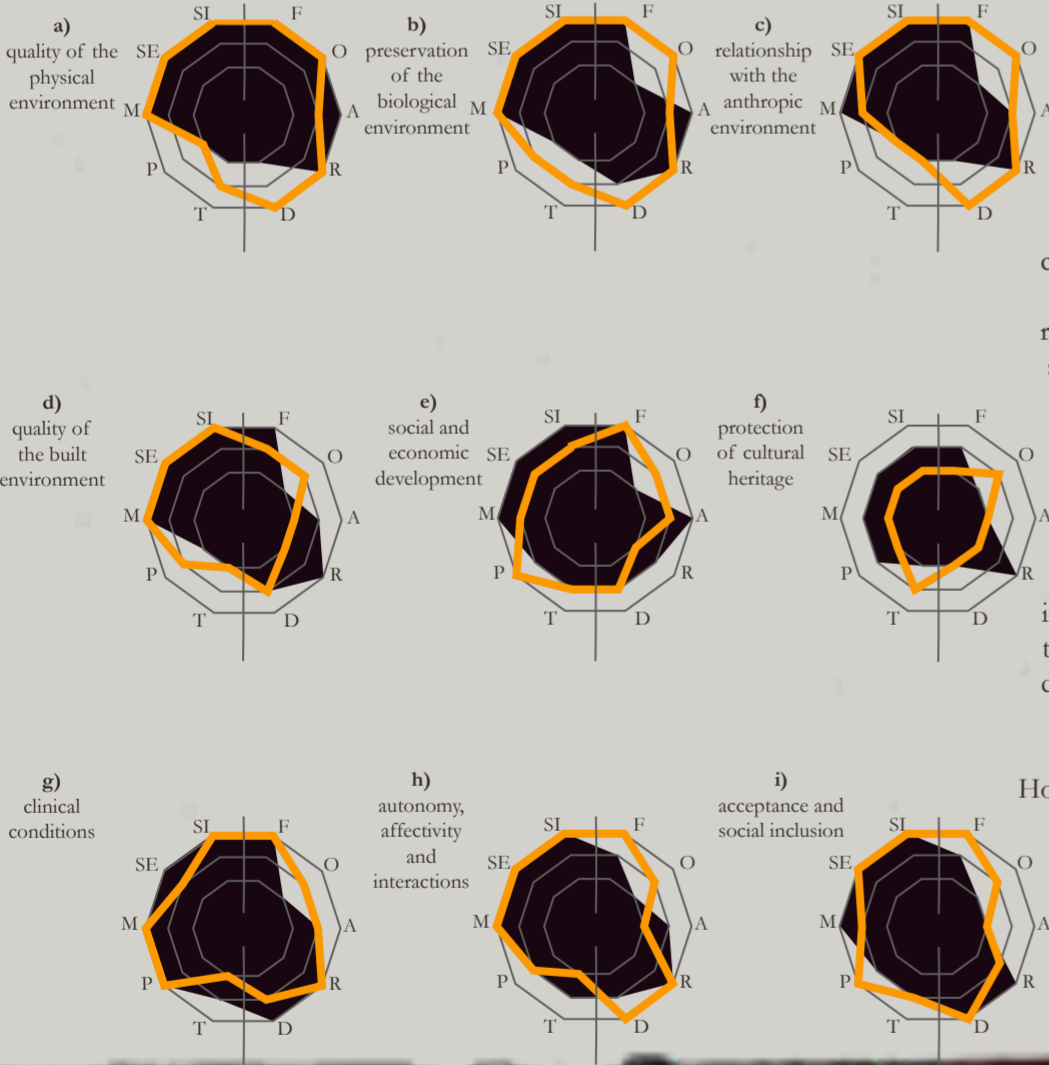 a)
quality of the
physical
environment
SI
F
SE
O
M
A
P
R
T
D
b)
preservation
of the
biological
environment
SI
F
SE
O
M
A
P
R
T
D
c)
relationship
with the
anthropic
environment
SI
F
SE
O
M
A
P
R
T
D
d)
quality of
the built
environment
SI
F
SE
O
M
A
P
R
T
D
e)
social and
economic
development
SI
F
SE
O
M
A
P
R
T
D
f)
protection
of cultural
heritage
SI
F
SE
O
M
A
P
R
T
D
g)
clinical
conditions
SI
F
SE
O
M
A
P
R
T
D
h)
autonomy,
affectivity
and
interactions
SI
F
SE
O
M
A
P
R
T
D
i)
acceptance and
social inclusion
SI
F
SE
O
M
A
P
R
T
D